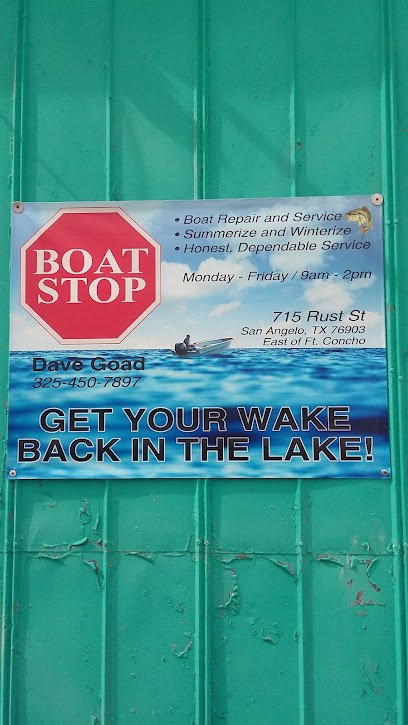 BOAT
STOP
• Boat Repair and Service
• Summerize and Winterize
• Honest, Dependable Service
Monday - Friday / 9am - 2pm
715 Rust St
San Angelo, TX 76903
East of Ft. Concho
Dave Goad
325-450-7897
GET YOUR WAKE
BACK IN THE LAKE!